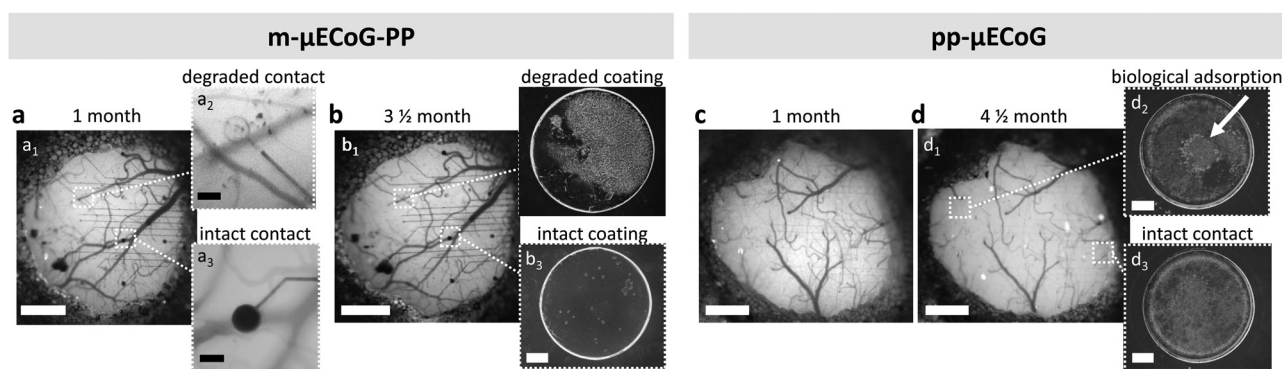 m-µECoG-PP
pp-µECoG
degraded contact
degraded coating
biological adsorption
a
1 month
a2
b
3 ½ month
c
1 month
d
4 ½ month
d2
a1
b1
d1
intact contact
intact coating
intact contact
a3
b3
d3